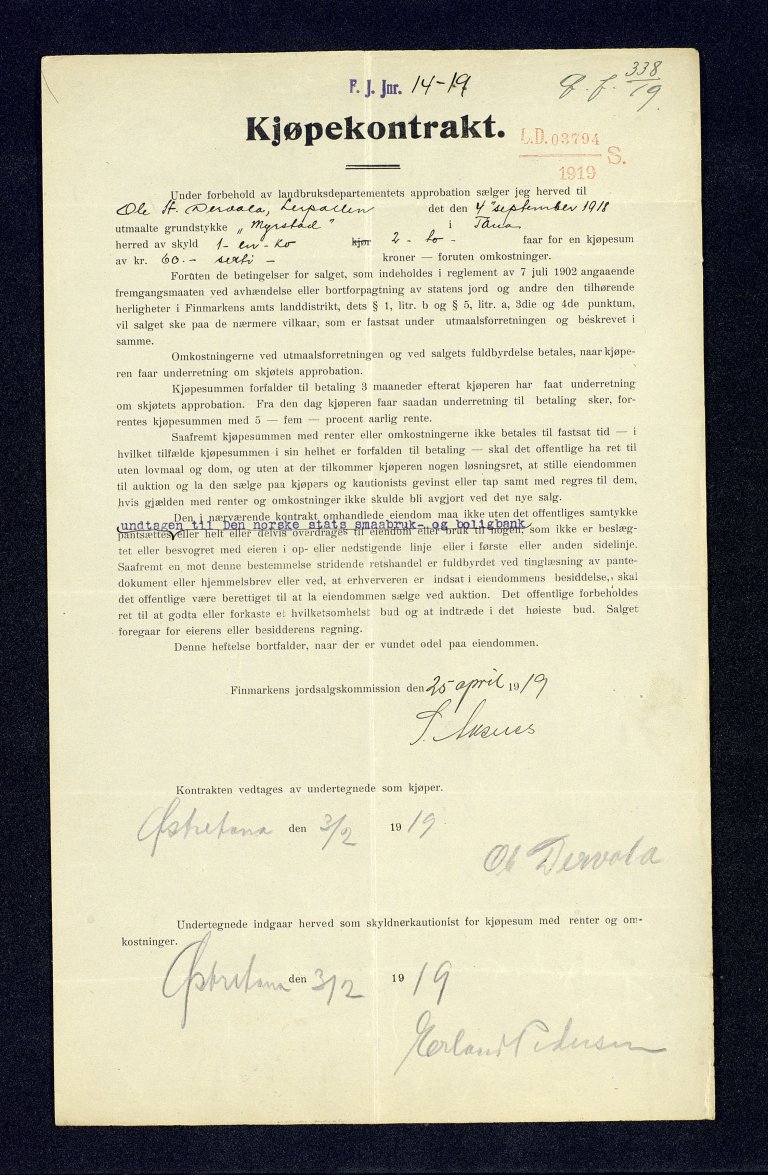 F. J. Jnr. 14-19
338
19
Kjøpekontrakt.
L.D. 03794
1919 S.
Under forbehold av landbruksdepartementets approbation sælger jeg herved til
Ole H. Dervola, Leirpollen det den 4 september 1918
utmaalte grundstykke „Myrstad" i Tana
herred av skyld 1 - en - ko kjør 2 - to - faar for en kjøpesum
av kr. 60.- seksti - kroner — foruten omkostninger.
Foruten de betingelser for salget, som indeholdes i reglement av 7 juli 1902 angaaende
fremgangsmaaten ved avhændelse eller bortforpagtning av statens jord og andre den tilhørende
herligheter i Finmarkens amts landdistrikt, dets § 1, litr. b og § 5, litr. a, 3die og 4de punktum,
vil salget ske paa de nærmere vilkaar, som er fastsat under utmaalsforretningen og beskrevet i
samme.
Omkostningerne ved utmaalsforretningen og ved salgets fuldbyrdelse betales, naar kjøpe-
ren faar underretning om skjøtets approbation.
Kjøpesummen forfalder til betaling 3 maaneder efterat kjøperen har faat underretning
om skjøtets approbation. Fra den dag kjøperen faar saadan underretning til betaling sker, for-
rentes kjøpesummen med 5 — fem — procent aarlig rente.
Saafremt kjøpesummen med renter eller omkostningerne ikke betales til fastsat tid — i
hvilket tilfælde kjøpesummen i sin helhet er forfalden til betaling — skal det offentlige ha ret til
uten lovmaal og dom, og uten at der tilkommer kjøperen nogen løsningsret, at stille eiendommen
til auktion og la den sælge paa kjøpers og kautionists gevinst eller tap med regres til dem,
hvis gjælden med renter og omkostninger ikke skulde bli avgjort ved det nye salg.
Den i nærværende kontrakt omhandlede eiendom maa ikke uten det offentliges samtykke
undtagen til Den norske stats smaabruk- og boligbank
pantsættes eller helt eller delvis overdrages til eiendom eller bruk til nogen, som ikke er beslæg-
tet eller besvogret med eieren i op- eller nedstigende linje eller i første eller anden sidelinje.
Saafremt en mot denne bestemmelse stridende retshandel er fuldbyrdet ved tinglæsning av pante-
dokument eller hjemmelsbrev eller ved, at erhververen er indsat i eiendommens besiddelse, skal
det offentlige være berettiget til at la eiendommen sælge ved auktion. Det offentlige forbeholdes
ret til at godta eller forkaste et hvilketsomhelst bud og at indtræde i det høieste bud. Salget
foregaar for eierens eller besidderens regning.
Denne heftelse bortfalder, naar der er vundet odel paa eiendommen.
Finmarkens jordsalgskommission den 25 april 1919
Kontrakten vedtages av undertegnede som kjøper.
Østretana den 3/2 1919
Ole Dervola
Undertegnede indgaar herved som skyldnerkautionist for kjøpesum med renter og om-
kostninger.
Østretana den 3/2 1919
Erland Pedersen